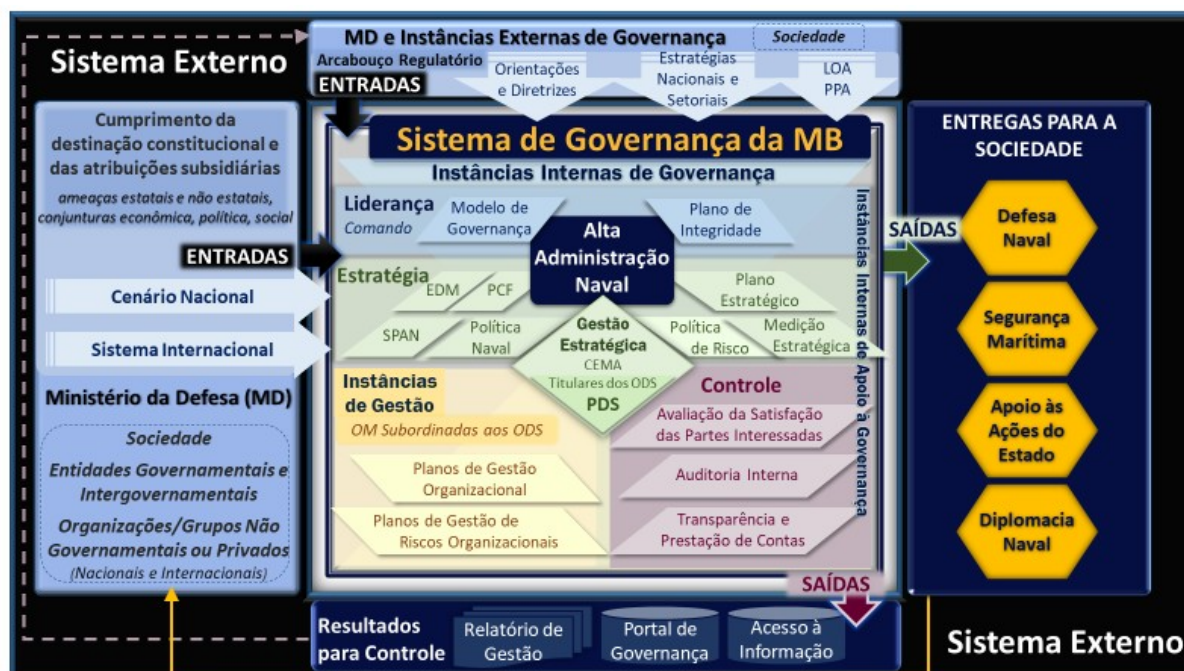 MD e Instâncias Externas de Governança
Sociedade
Sistema Externo
Arcabouço Regulatório
ENTRADAS
Orientações
e Diretrizes
Estratégias
Nacionais e
Setoriais
LOA
PPA
Cumprimento da
destinação constitucional e
das atribuições subsidiárias
ameaças estatais e não estatais,
conjunturas econômica, política, social
ENTRADAS
Cenário Nacional
Sistema Internacional
Ministério da Defesa (MD)
Sociedade
Entidades Governamentais e
Intergovernamentais
Organizações/Grupos Não
Governamentais ou Privados
(Nacionais e Internacionais)
Sistema de Governança da MB
Instâncias Internas de Governança
Liderança
Comando
Modelo de
Governança
Alta
Administração
Naval
Plano de
Integridade
Estratégia
EDM
PCF
Plano
Estratégico
SPAN
Política
Naval
Gestão
Estratégica
CEMA
Titulares dos ODS
PDS
Política
de Risco
Medição
Estratégica
Instâncias
de Gestão
OM Subordinadas aos ODS
Planos de Gestão
Organizacional
Planos de Gestão de
Riscos Organizacionais
Controle
Avaliação da Satisfação
das Partes Interessadas
Auditoria Interna
Transparência e
Prestação de Contas
Instâncias Internas de Apoio à Governança
SAÍDAS
ENTREGAS PARA A
SOCIEDADE
Defesa
Naval
Segurança
Marítima
Apoio às
Ações do
Estado
Diplomacia
Naval
SAÍDAS
Resultados
para Controle
Relatório de
Gestão
Portal de
Governança
Acesso à
Informação
Sistema Externo